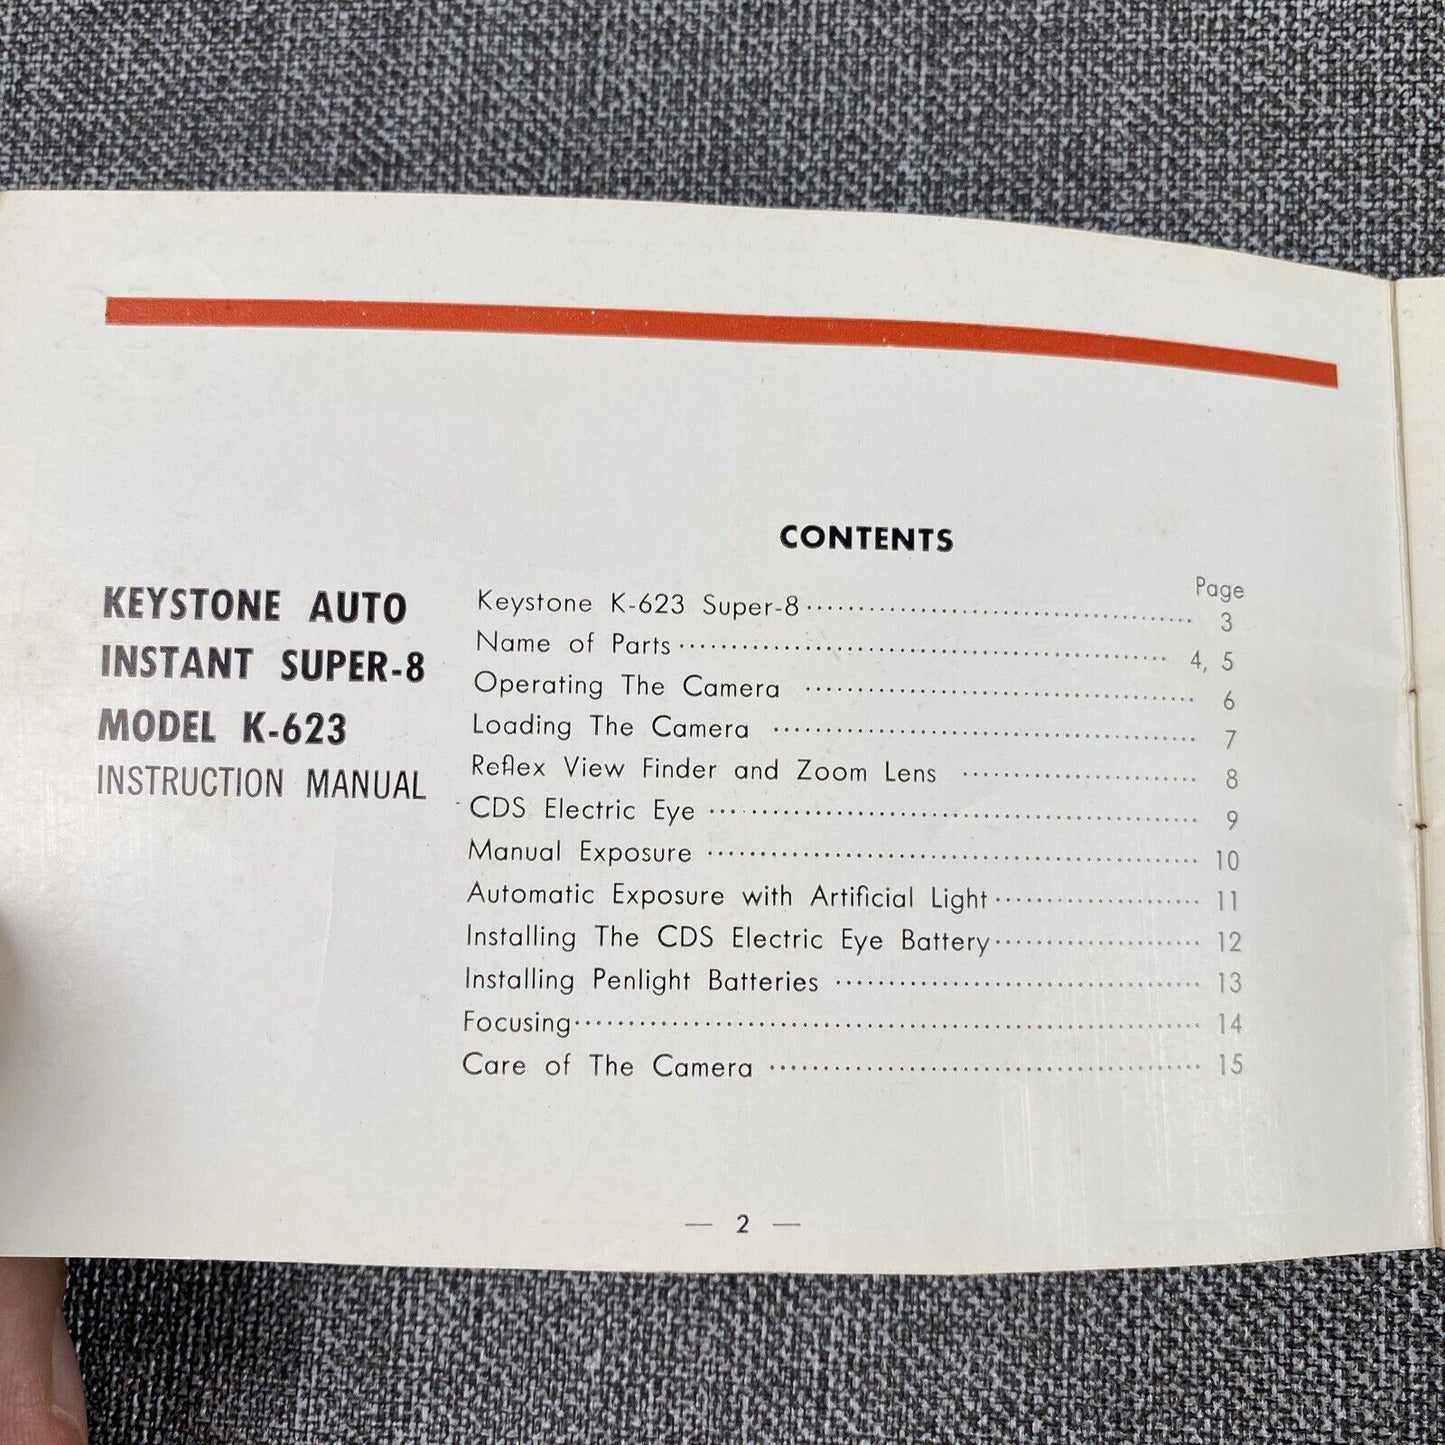 KEYSTONE AUTO
INSTANT SUPER-8
MODEL K-623
INSTRUCTION MANUAL
CONTENTS
Page
Keystone K-623 Super-8 3
Name of Parts 4, 5
Operating The Camera 6
Loading The Camera 7
Reflex View Finder and Zoom Lens 8
CDS Electric Eye 9
Manual Exposure 10
Automatic Exposure with Artificial Light 11
Installing The CDS Electric Eye Battery 12
Installing Penlight Batteries 13
Focusing 14
Care of The Camera 15
— 2 —